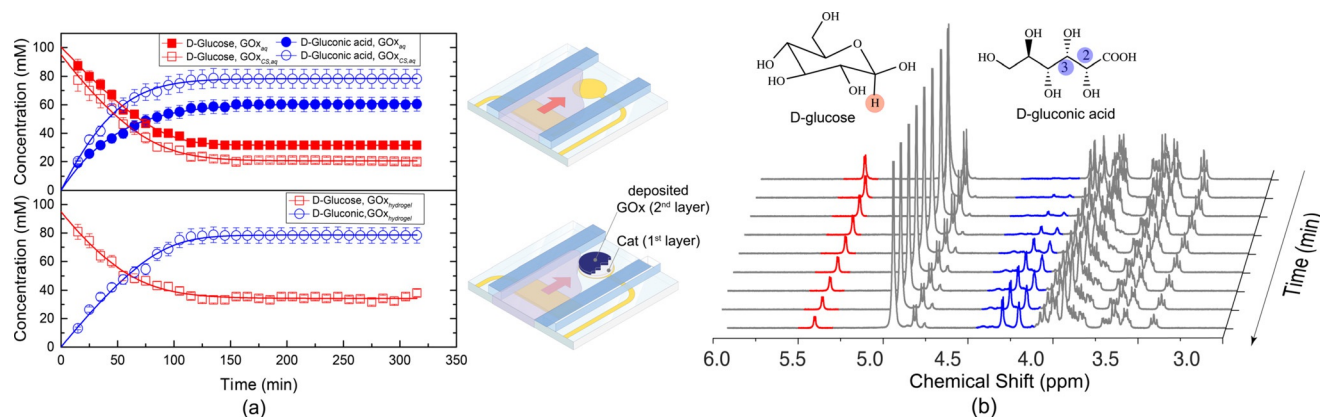 100
80
60
40
20
0
Concentration (mM)
D-Glucose, GOx_aq
D-Gluconic acid, GOx_aq
D-Glucose, GOx_CS,aq
D-Gluconic acid, GOx_CS,aq
100
80
60
40
20
0
Concentration (mM)
D-Glucose, GOx_hydrogel
D-Gluconic,GOx_hydrogel
0 50 100 150 200 250 300 350
Time (min)
(a)
deposited
GOx (2nd layer)
Cat (1st layer)
OH
HO
O
HO
OH
OH
H
D-glucose
OH
OH
2
HO
COOH
3
OH
OH
D-gluconic acid
Time (min)
6.0 5.5 5.0 4.5 4.0 3.5 3.0
Chemical Shift (ppm)
(b)